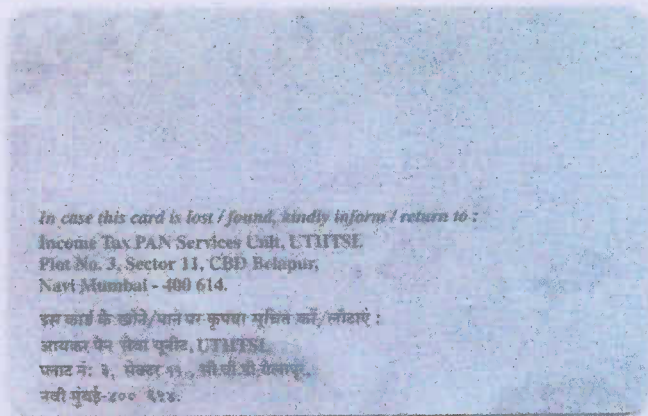 In case this card is lost / found, kindly inform / return to :
Income Tax PAN Services Unit, UTIITSL
Plot No. 3, Sector 11, CBD Belapur,
Navi Mumbai - 400 614.
इस कार्ड के खोने/पाने पर कृपया सूचित करें/लौटाएं :
आयकर पैन सेवा यूनीट, UTIITSL
प्लाट नं: ३, सेक्टर ११, सी.बी.डी.बेलापूर,
नवी मुंबई-४०० ६१४.